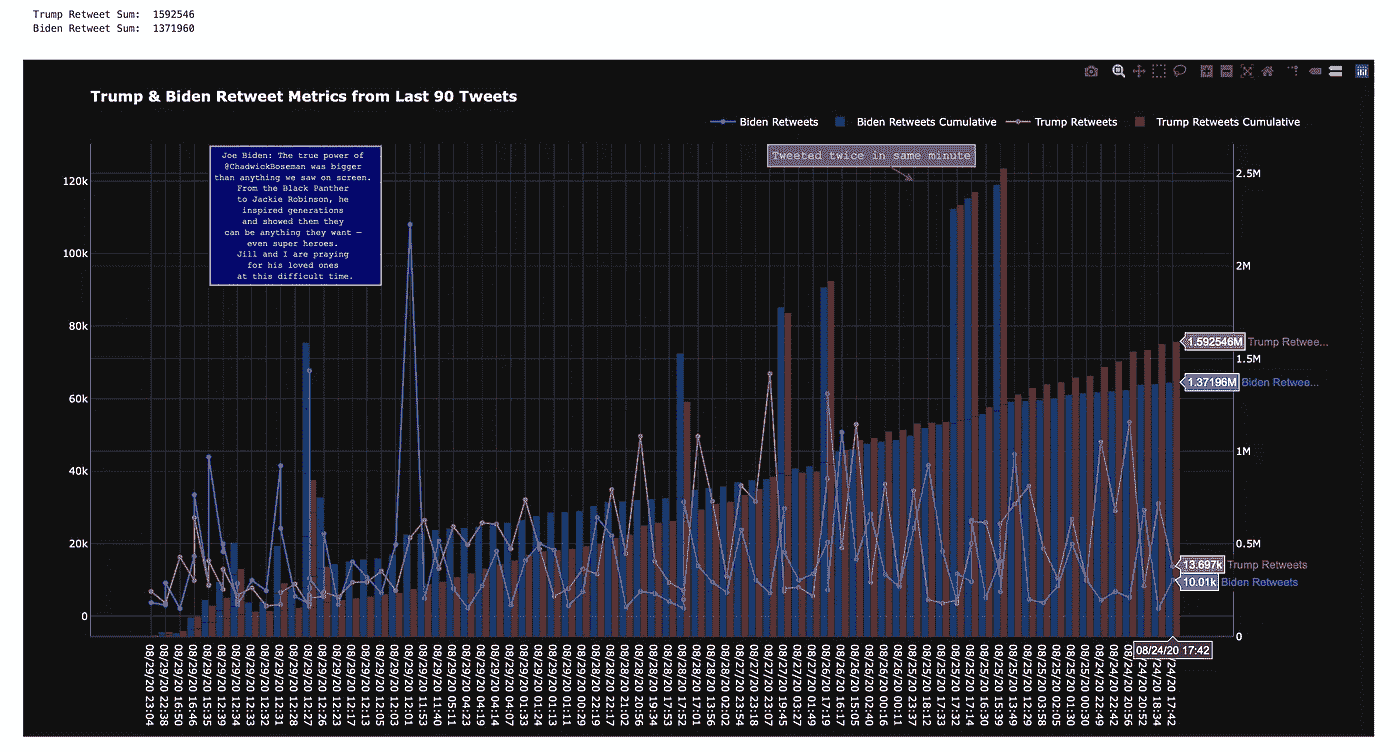 Trump Retweet Sum:  1592546
Biden Retweet Sum:  1371960
Trump & Biden Retweet Metrics from Last 90 Tweets
Biden Retweets
Biden Retweets Cumulative
Trump Retweets
Trump Retweets Cumulative
Joe Biden: The true power of
@ChadwickBoseman was bigger
than anything we saw on screen.
From the Black Panther
to Jackie Robinson, he
inspired generations
and showed them they
can be anything they want —
even super heroes.
Jill and I are praying
for his loved ones
at this difficult time.
Tweeted twice in same minute
120k
100k
80k
60k
40k
20k
0
2.5M
2M
1.5M
1M
0.5M
0
1.592546M Trump Retwee...
1.37196M Biden Retwee...
13.697k Trump Retweets
10.01k Biden Retweets
08/24/20 17:42
08/29/20 23:04
08/29/20 22:38
08/29/20 16:50
08/29/20 16:46
08/29/20 15:35
08/29/20 12:39
08/29/20 12:34
08/29/20 12:33
08/29/20 12:32
08/29/20 12:31
08/29/20 12:28
08/29/20 12:27
08/29/20 12:26
08/29/20 12:23
08/29/20 12:17
08/29/20 12:13
08/29/20 12:05
08/29/20 12:03
08/29/20 12:01
08/29/20 11:53
08/29/20 11:40
08/29/20 05:11
08/29/20 04:23
08/29/20 04:19
08/29/20 04:14
08/29/20 04:07
08/29/20 01:33
08/29/20 01:24
08/29/20 01:13
08/29/20 01:11
08/29/20 00:29
08/28/20 22:19
08/28/20 22:17
08/28/20 21:02
08/28/20 20:56
08/28/20 19:34
08/28/20 17:53
08/28/20 17:52
08/28/20 17:01
08/28/20 13:56
08/28/20 00:02
08/27/20 23:54
08/27/20 23:18
08/27/20 23:07
08/27/20 19:45
08/27/20 03:27
08/27/20 01:49
08/26/20 17:19
08/26/20 16:17
08/26/20 15:05
08/26/20 02:40
08/26/20 00:16
08/26/20 00:11
08/25/20 23:37
08/25/20 18:12
08/25/20 17:33
08/25/20 17:32
08/25/20 17:14
08/25/20 16:30
08/25/20 15:39
08/25/20 13:49
08/25/20 12:29
08/25/20 03:58
08/25/20 02:05
08/25/20 01:30
08/25/20 00:30
08/24/20 22:49
08/24/20 22:42
08/24/20 20:56
24/20 20:52
24/20 18:34
24/20 17:42